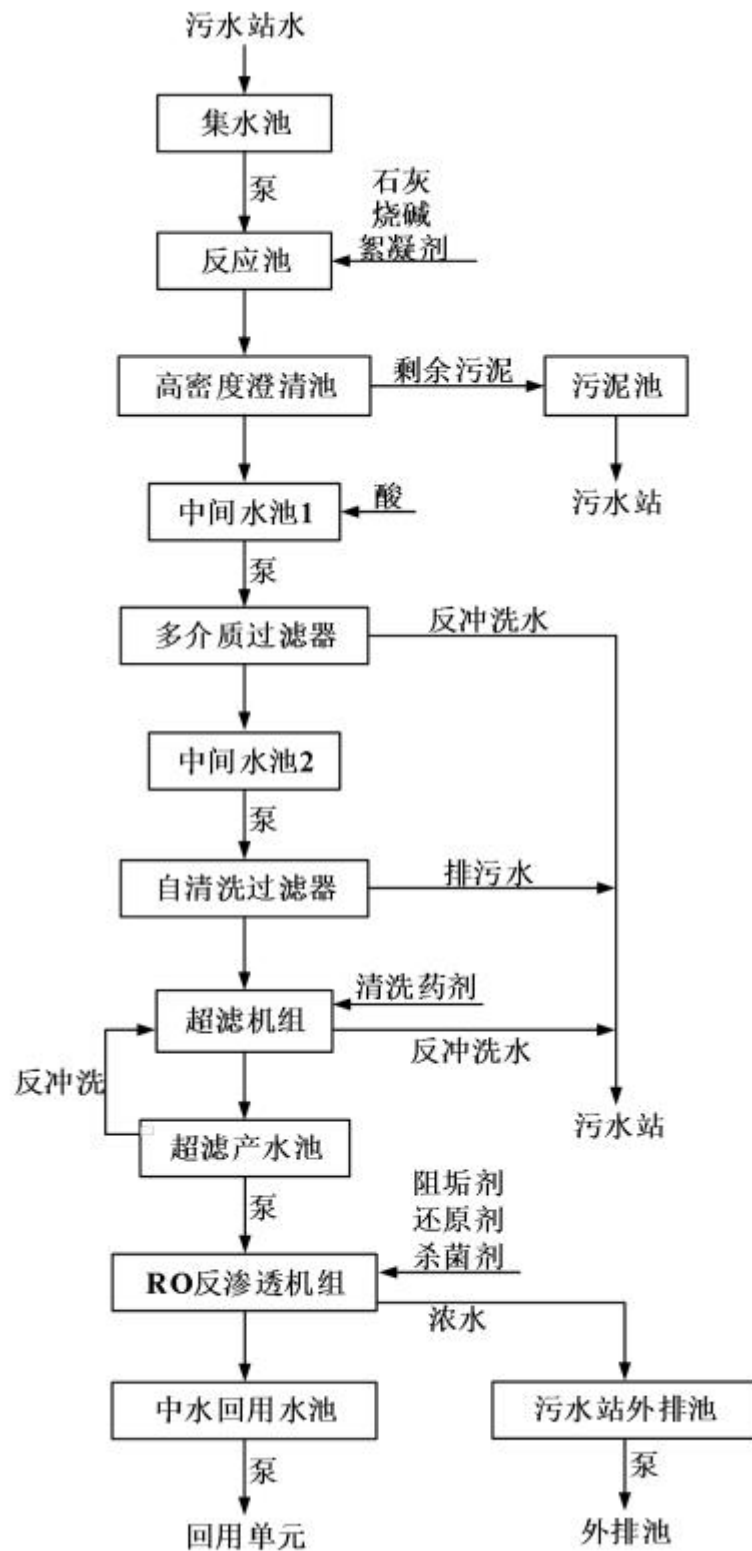 污水站水
集水池
泵
石灰
烧碱
絮凝剂
反应池
高密度澄清池
剩余污泥
污泥池
污水站
中间水池1
酸
泵
多介质过滤器
反冲洗水
中间水池2
泵
自清洗过滤器
排污水
清洗药剂
超滤机组
反冲洗水
反冲洗
污水站
超滤产水池
泵
阻垢剂
还原剂
杀菌剂
RO反渗透机组
浓水
中水回用水池
污水站外排池
泵
泵
回用单元
外排池